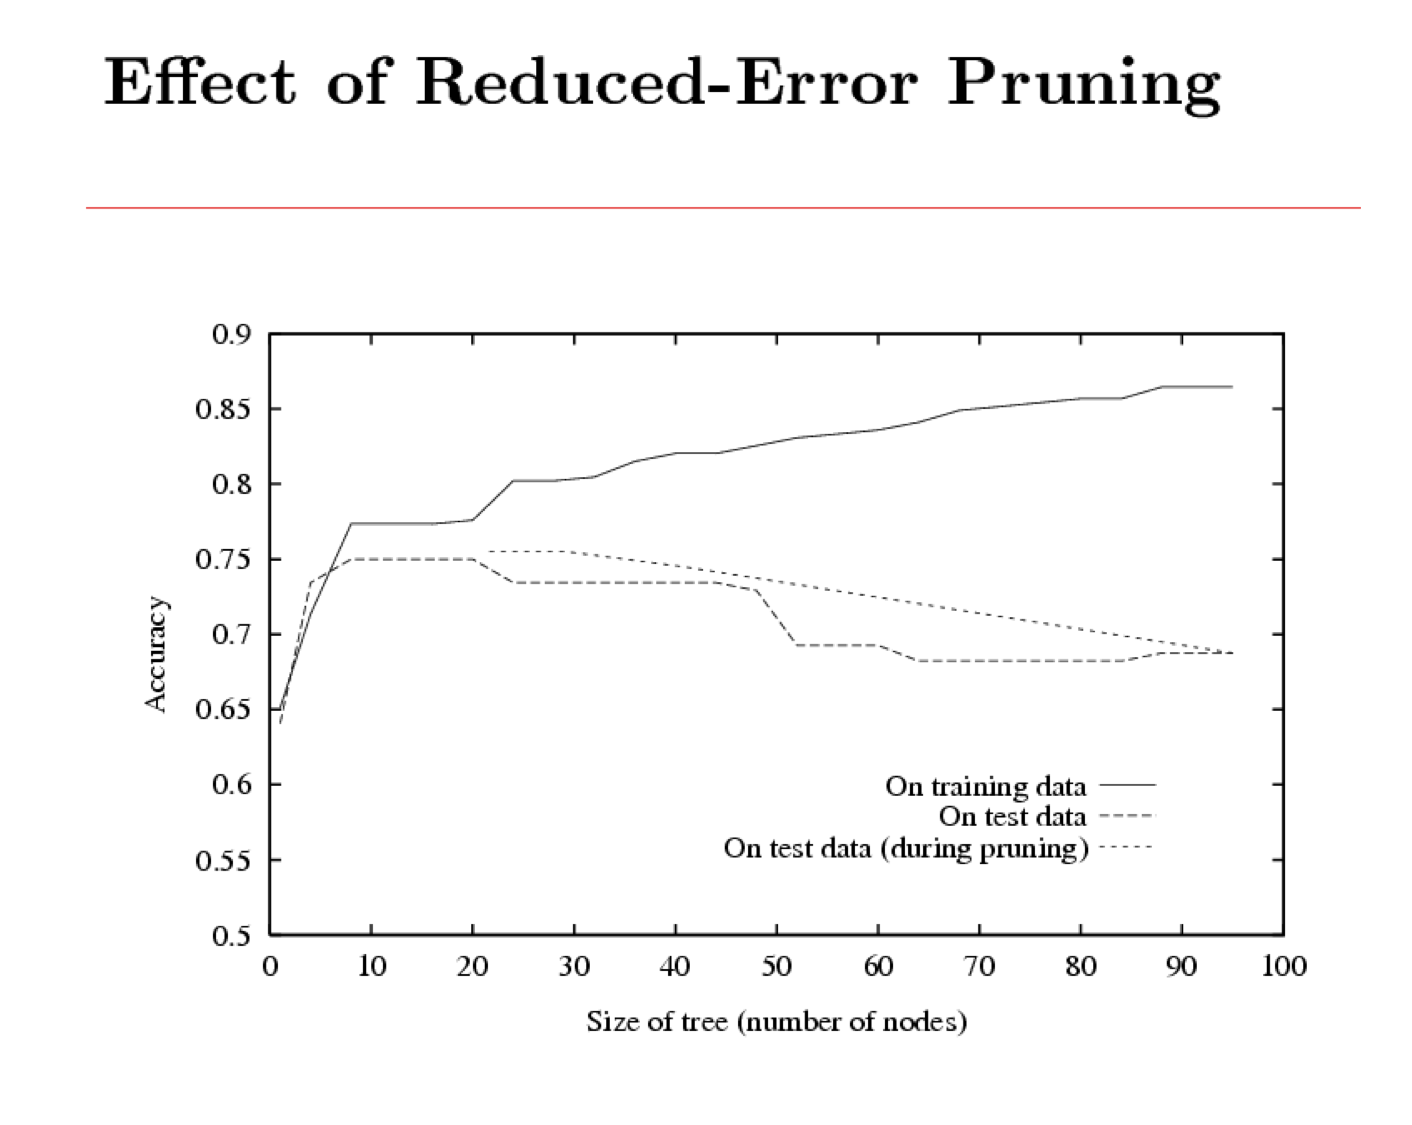 Effect of Reduced-Error Pruning
0.9
0.85
0.8
0.75
0.7
0.65
0.6
0.55
0.5
Accuracy
On training data
On test data
On test data (during pruning)
0 10 20 30 40 50 60 70 80 90 100
Size of tree (number of nodes)